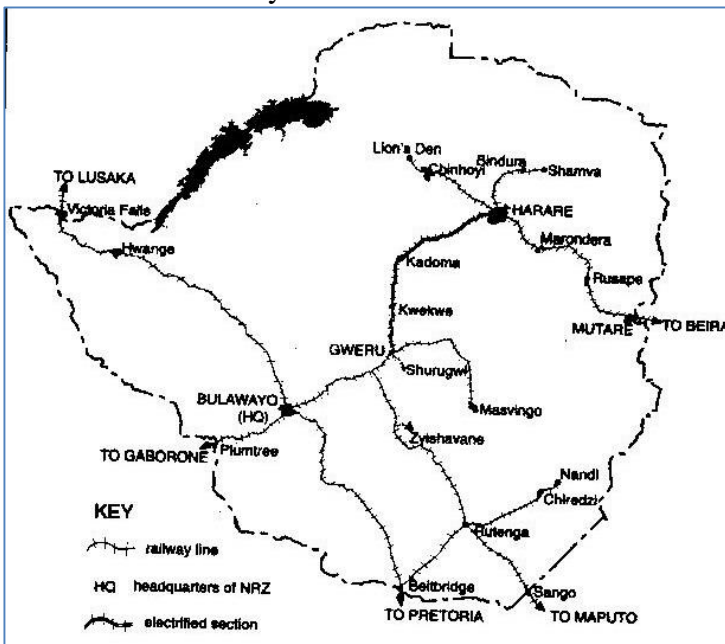 Lion's Den
Bindura
Shamva
Chinhoyi
TO LUSAKA
Victoria Falls
HARARE
Marondera
Hwange
Kadoma
Rusape
Kwekwe
MUTARE
TO BEIRA
GWERU
Shurugwi
BULAWAYO
(HQ)
Masvingo
Zvishavane
TO GABORONE
Plumtree
Nandi
Chiredzi
Rutenga
Beitbridge
Sango
TO PRETORIA
TO MAPUTO
KEY
railway line
HQ headquarters of NRZ
electrified section